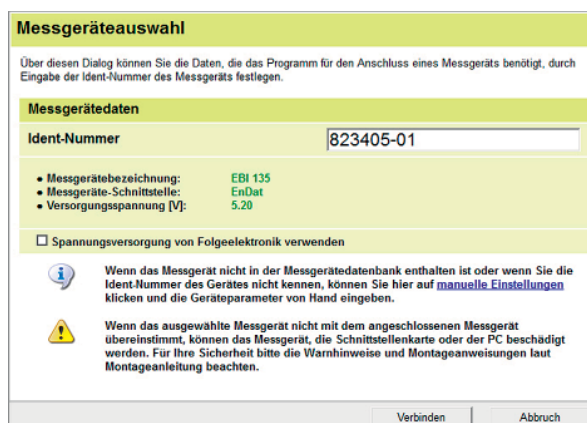 Messgeräteauswahl
Über diesen Dialog können Sie die Daten, die das Programm für den Anschluss eines Messgeräts benötigt, durch
Eingabe der Ident-Nummer des Messgeräts festlegen.
Messgerätedaten
Ident-Nummer 823405-01
• Messgerätebezeichnung: EBI 135
• Messgeräte-Schnittstelle: EnDat
• Versorgungsspannung [V]: 5.20
Spannungsversorgung von Folgeelektronik verwenden
Wenn das Messgerät nicht in der Messgerätedatenbank enthalten ist oder wenn Sie die
Ident-Nummer des Gerätes nicht kennen, können Sie hier auf manuelle Einstellungen
klicken und die Geräteparameter von Hand eingeben.
Wenn das ausgewählte Messgerät nicht mit dem angeschlossenen Messgerät
übereinstimmt, können das Messgerät, die Schnittstellenkarte oder der PC beschädigt
werden. Für Ihre Sicherheit bitte die Warnhinweise und Montageanweisungen laut
Montageanleitung beachten.
Verbinden Abbruch